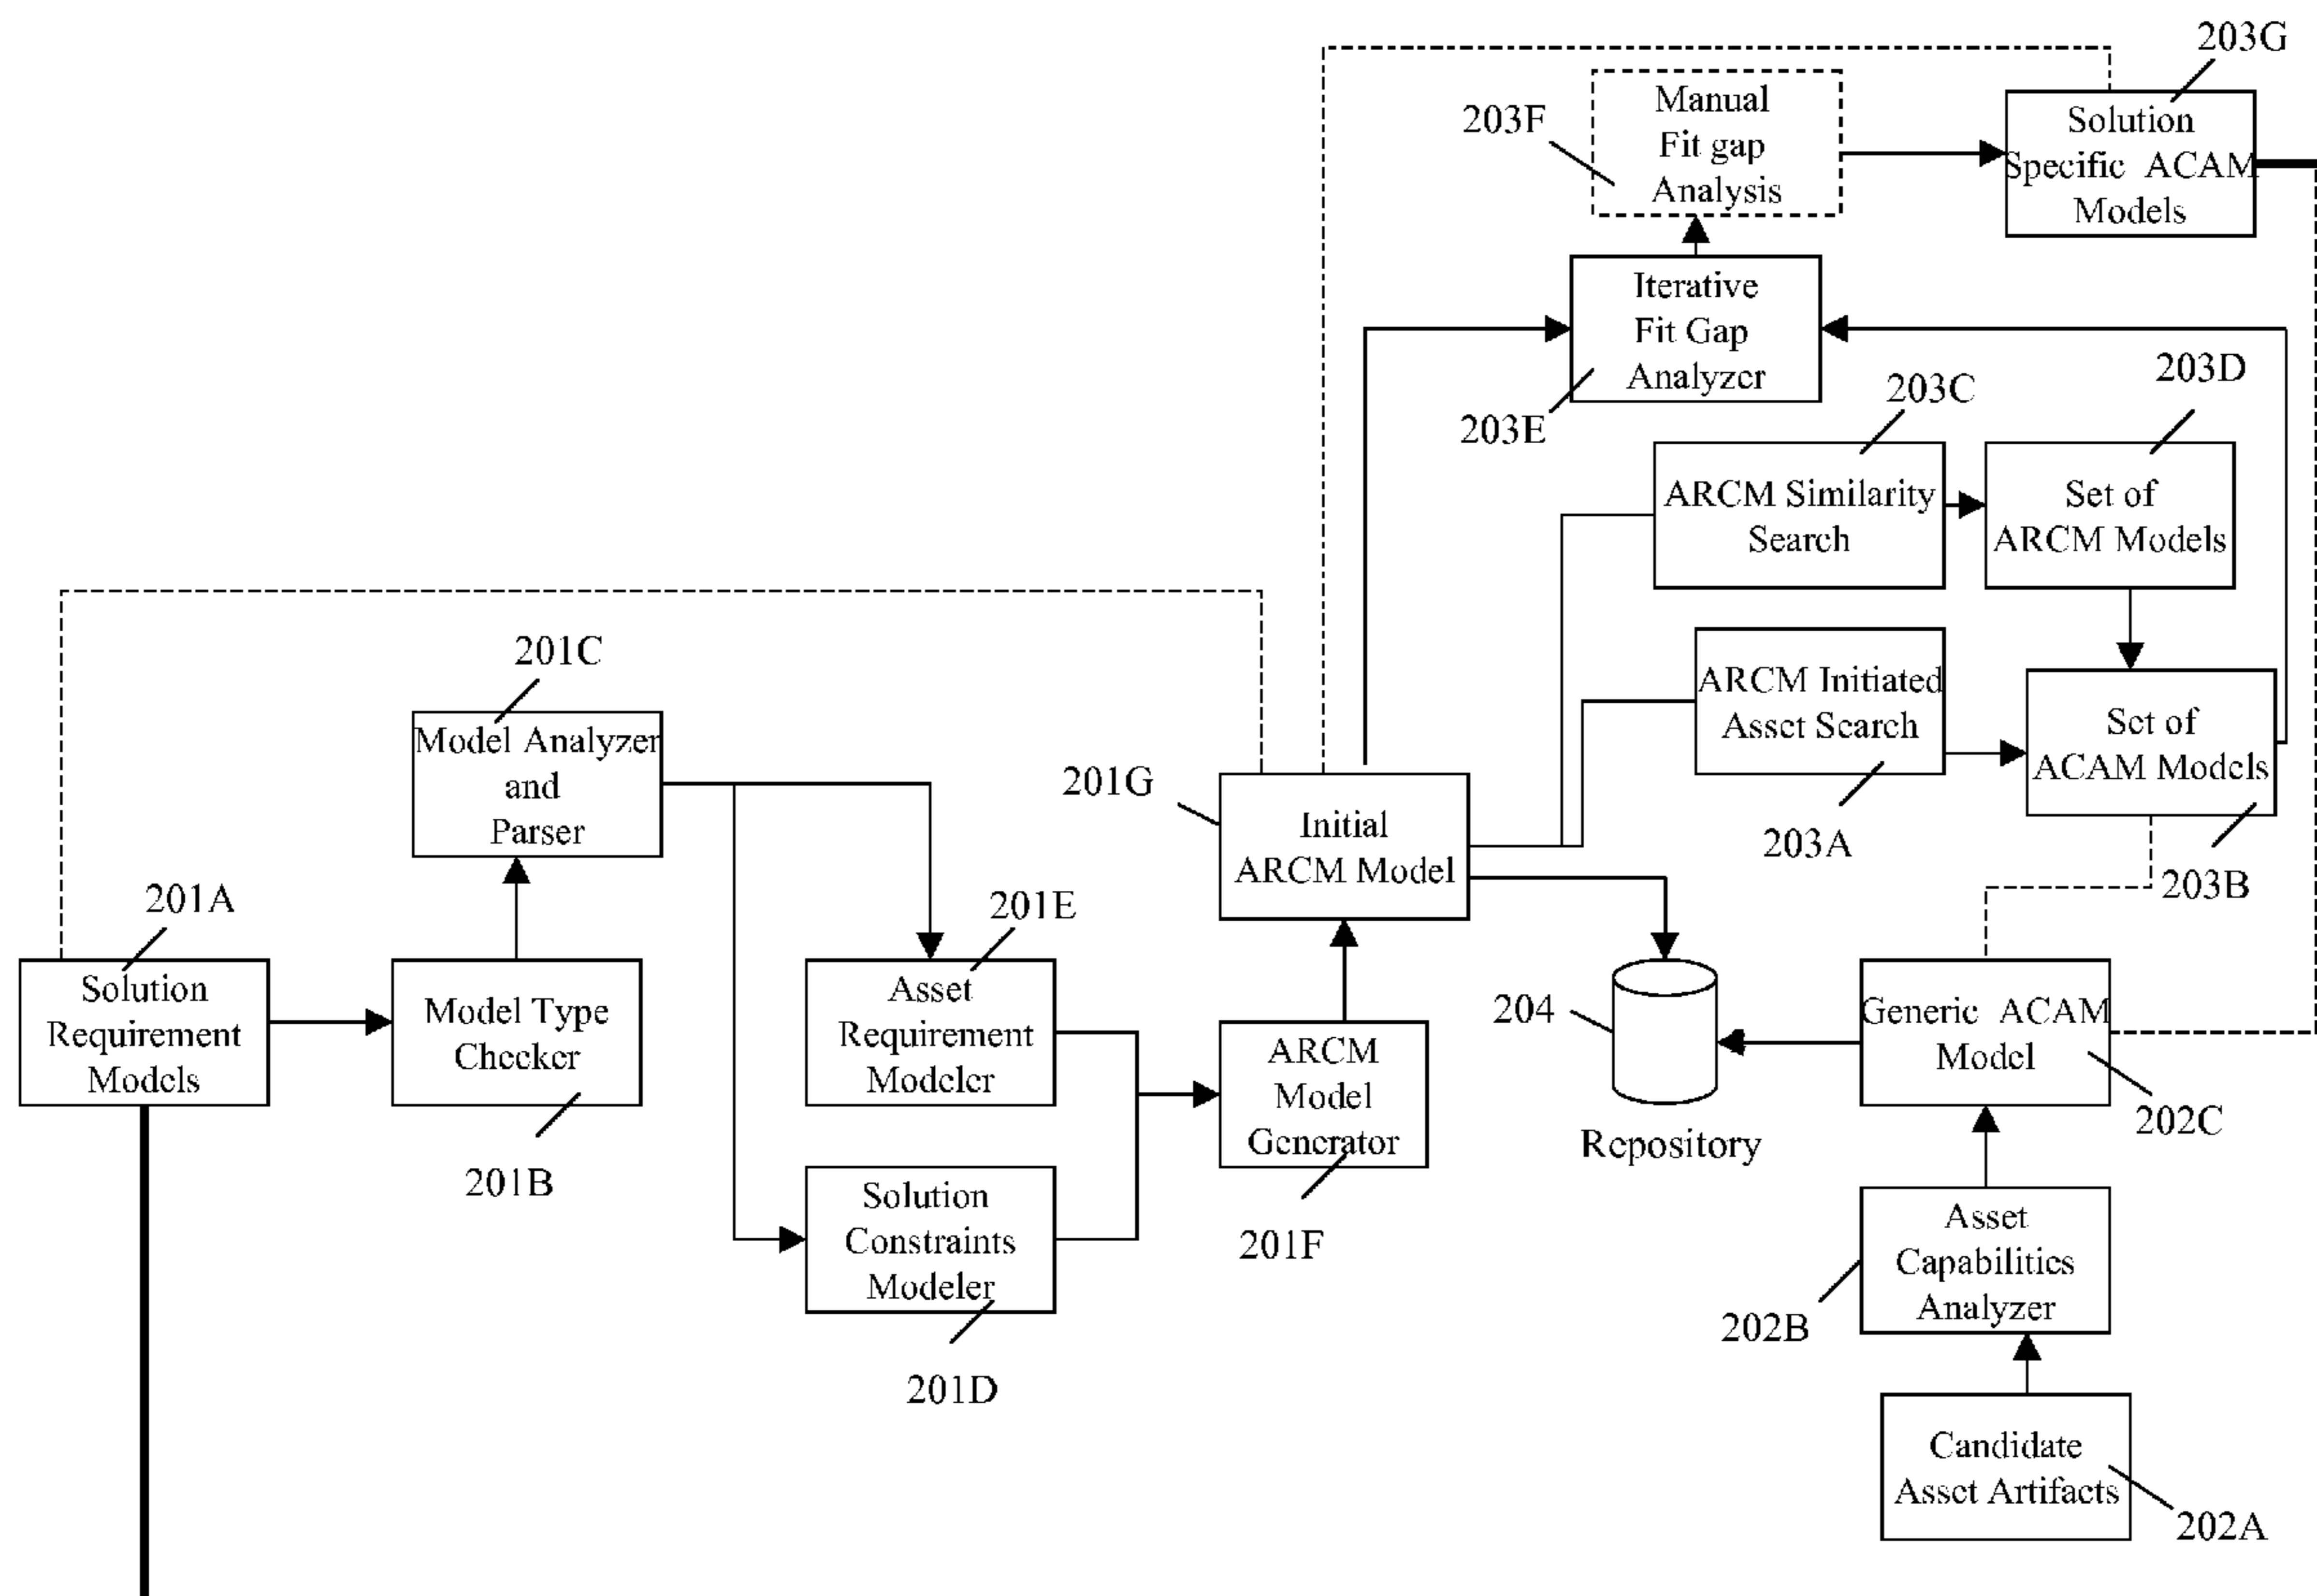 203G
203F
Manual
Fit gap
Analysis
Solution
Specific ACAM
Models
Iterative
Fit Gap
Analyzer
203E
203C
203D
ARCM Similarity
Search
Set of
ARCM Models
201C
Model Analyzer
and
Parser
ARCM Initiated
Asset Search
Set of
ACAM Models
201G
Initial
ARCM Model
203A
203B
201A
Solution
Requirement
Models
Model Type
Checker
201B
201E
Asset
Requirement
Modeler
Solution
Constraints
Modeler
201D
ARCM
Model
Generator
201F
204
Repository
Generic ACAM
Model
202C
Asset
Capabilities
Analyzer
202B
Candidate
Asset Artifacts
202A